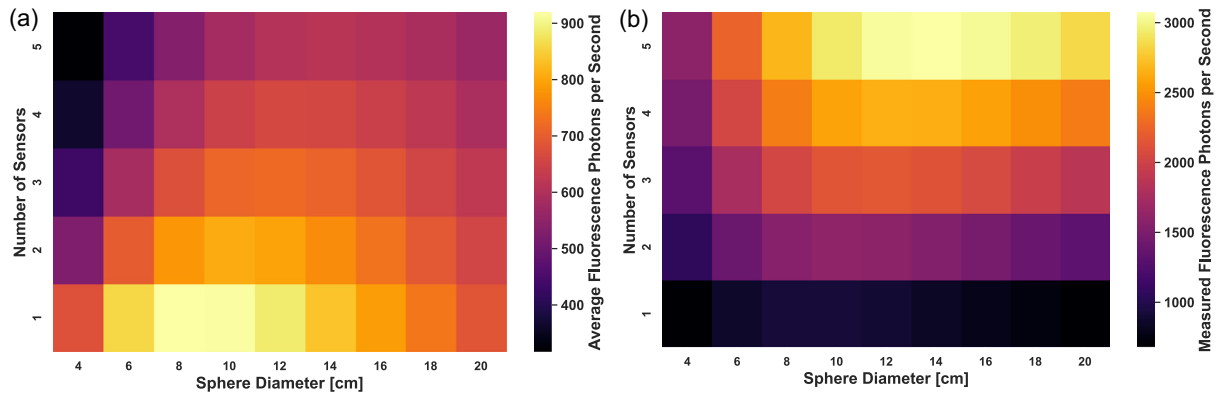 (a)
Number of Sensors
5
4
3
2
1
4 6 8 10 12 14 16 18 20
Sphere Diameter [cm]
900
800
700
600
500
400
Average Fluorescence Photons per Second
(b)
Number of Sensors
5
4
3
2
1
4 6 8 10 12 14 16 18 20
Sphere Diameter [cm]
3000
2500
2000
1500
1000
Measured Fluorescence Photons per Second